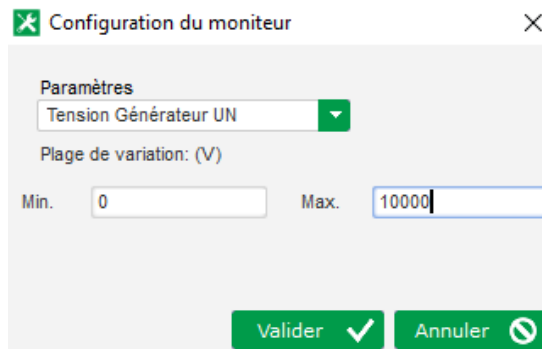 Configuration du moniteur
Paramètres
Tension Générateur UN
Plage de variation: (V)
Min. 0 Max. 10000
Valider Annuler